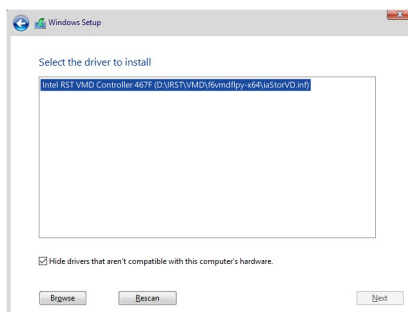 Windows Setup
Select the driver to install
Intel RST VMD Controller 467F (D:\IRST\VMD\f6vmdflpy-x64\iaStorVD.inf)
Hide drivers that aren't compatible with this computer's hardware.
Browse
Rescan
Next